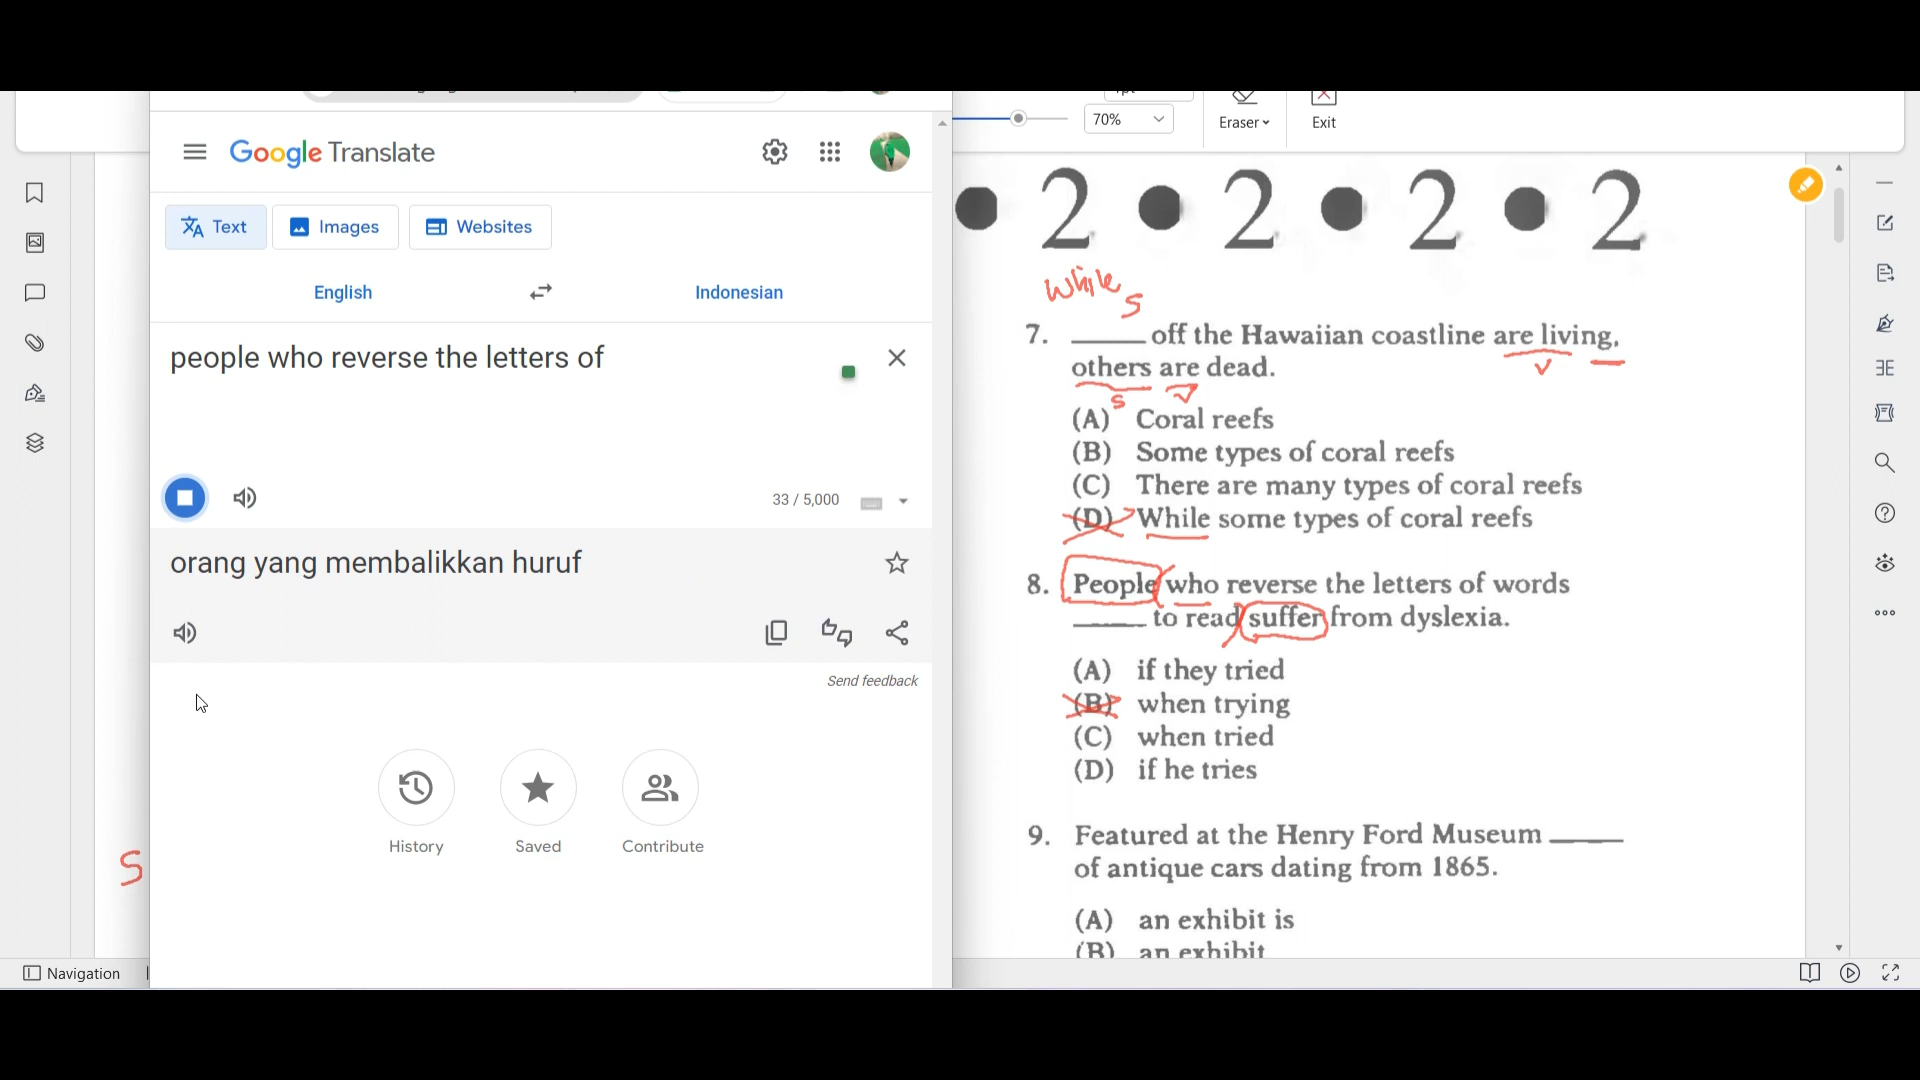 Google Translate
Text
Images
Websites
English
Indonesian
people who reverse the letters of
33 / 5,000
orang yang membalikkan huruf
Send feedback
History
Saved
Contribute
S
Navigation
70%
Eraser
Exit
● 2 ● 2 ● 2 ● 2
while
S
7. ____ off the Hawaiian coastline are living,
v
others are dead.
s v
(A) Coral reefs
(B) Some types of coral reefs
(C) There are many types of coral reefs
(D) While some types of coral reefs
8. People who reverse the letters of words
____ to read suffer from dyslexia.
(A) if they tried
(B) when trying
(C) when tried
(D) if he tries
9. Featured at the Henry Ford Museum ____
of antique cars dating from 1865.
(A) an exhibit is
(B) an exhibit